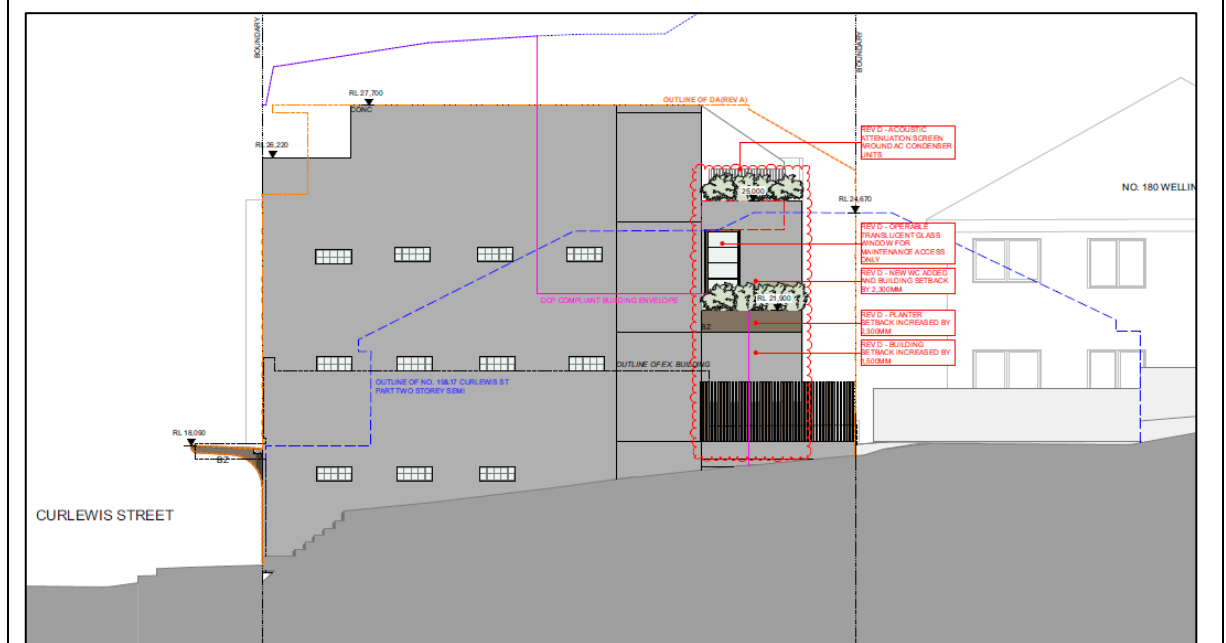 BOUNDARY
BOUNDARY
RL 27,700
CONC
OUTLINE OF DA(REV A)
RL 26,220
REV D - ACOUSTIC
ATTENUATION SCREEN
AROUND AC CONDENSER
UNITS
25,000
NO. 180 WELLIN
RL 24,670
REV D - OPERABLE
TRANSLUCENT GLASS
WINDOW FOR
MAINTENANCE ACCESS
ONLY
REV D - NEW WC ADDED
AND BUILDING SETBACK
BY 2,300MM
DCP COMPLIANT BUILDING ENVELOPE
RL 21,900
REV D - PLANTER
SETBACK INCREASED BY
2,300MM
BZ
REV D - BUILDING
SETBACK INCREASED BY
1,500MM
OUTLINE OF EX. BUILDING
OUTLINE OF NO. 19&17 CURLEWIS ST
PART TWO STOREY SEMI
RL 18,090
BZ
CURLEWIS STREET